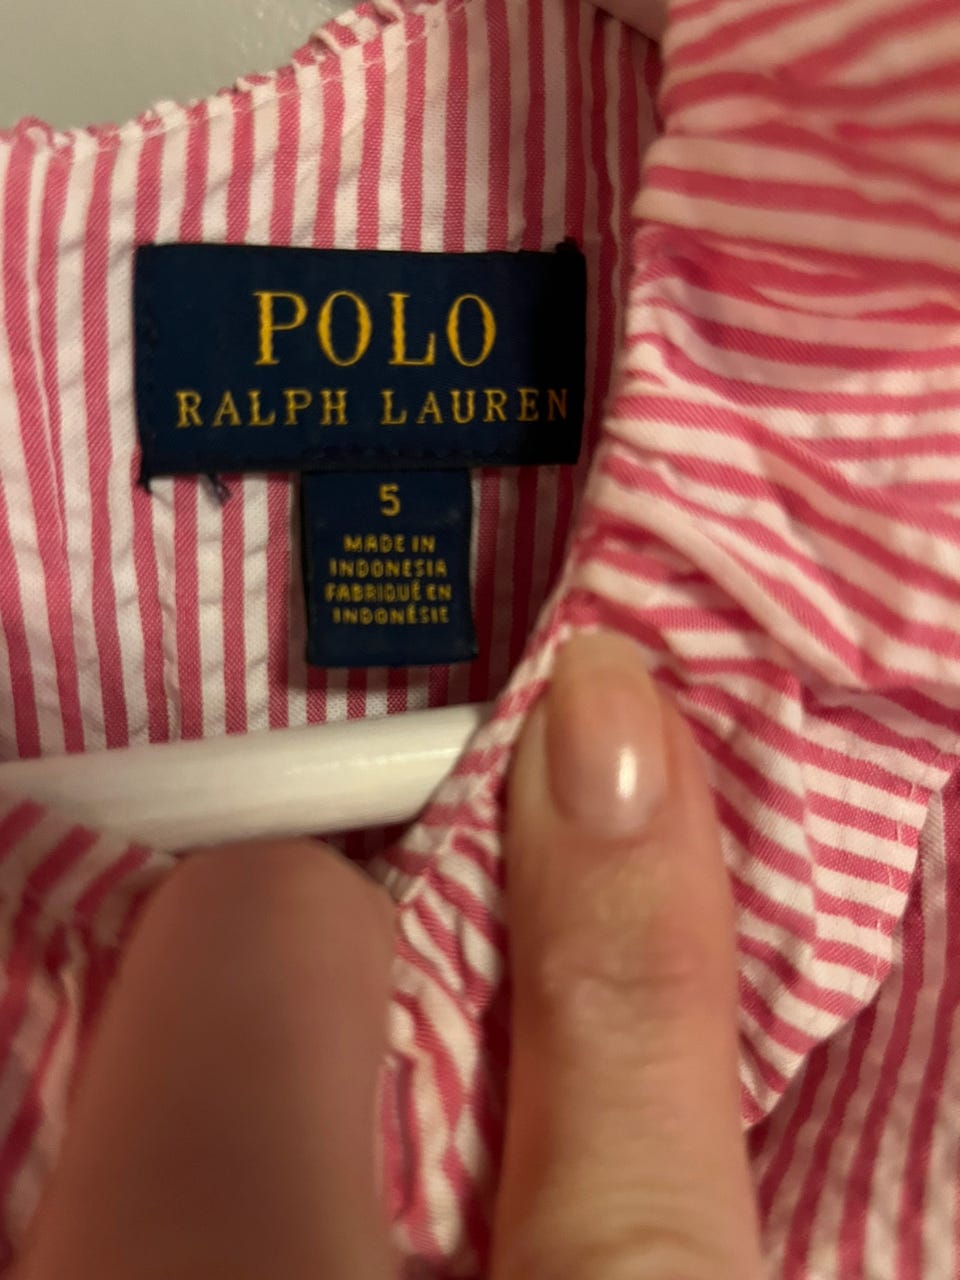 POLO
RALPH LAUREN
5
MADE IN
INDONESIA
FABRIQUÉ EN
INDONÉSIE